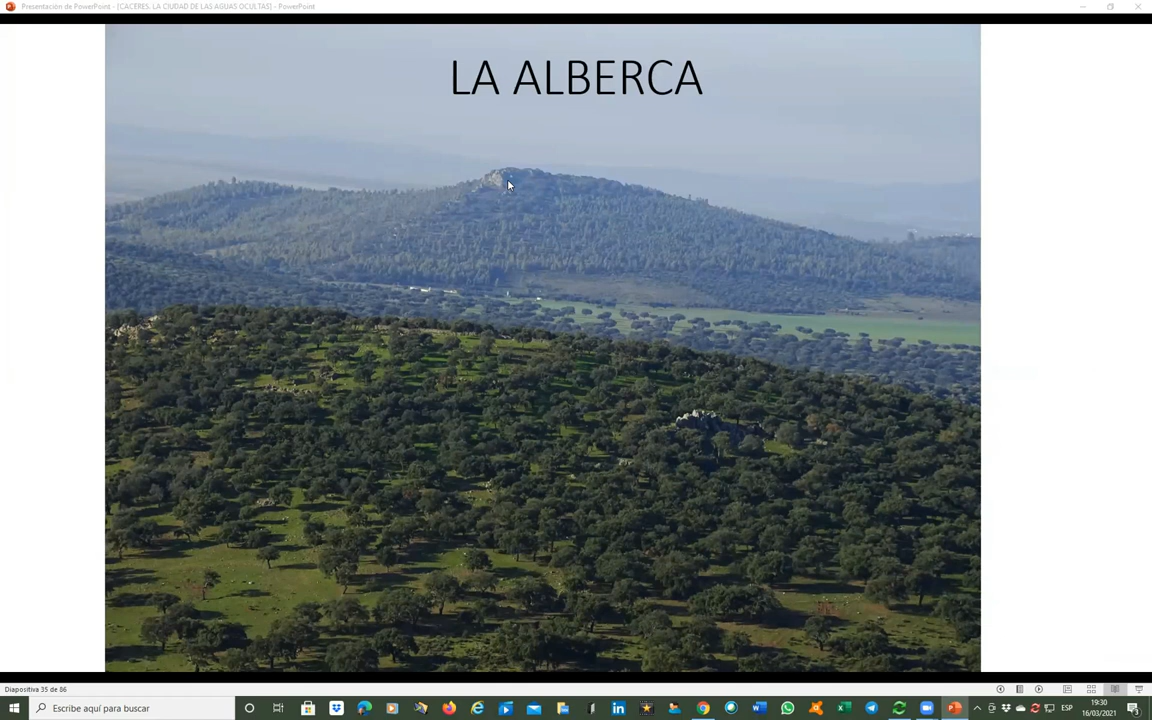 Presentación de PowerPoint - [CACERES. LA CIUDAD DE LAS AGUAS OCULTAS] - PowerPoint
LA ALBERCA
Diapositiva 35 de 86
Escribe aquí para buscar
ESP
19:30
16/03/2021